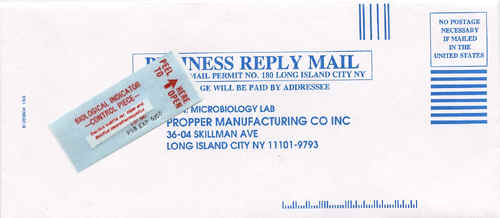 NO POSTAGE
NECESSARY
IF MAILED
IN THE
UNITED STATES
NESS REPLY MAIL
MAIL PERMIT NO. 180 LONG ISLAND CITY NY
GE WILL BE PAID BY ADDRESSEE
MICROBIOLOGY LAB
PROPPER MANUFACTURING CO INC
36-04 SKILLMAN AVE
LONG ISLAND CITY NY 11101-9793
PEEL HERE
TO OPEN
BIOLOGICAL INDICATOR
—CONTROL PIECE—